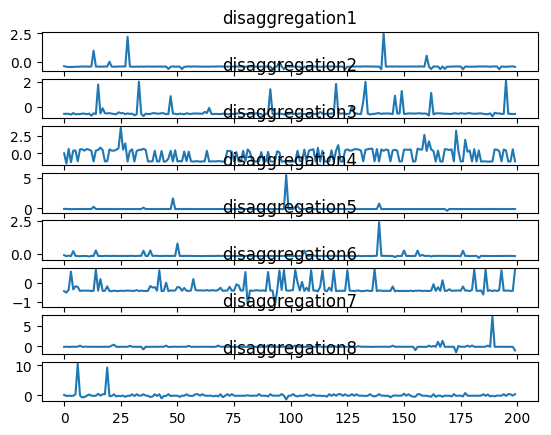 disaggregation1
2.5
0.0
disaggregation2
2
0
disaggregation3
2.5
0.0
disaggregation4
5
0
disaggregation5
2.5
0.0
disaggregation6
0
−1
disaggregation7
5
0
disaggregation8
10
0
0 25 50 75 100 125 150 175 200